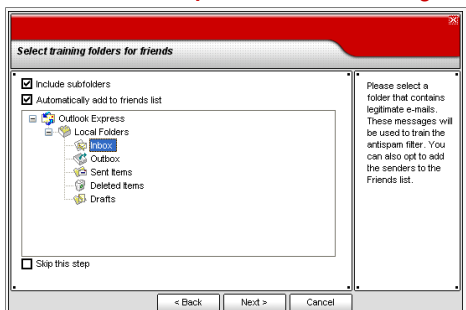 Select training folders for friends
Include subfolders
Automatically add to friends list
Outlook Express
Local Folders
Inbox
Outbox
Sent Items
Deleted Items
Drafts
Skip this step
Please select a
folder that contains
legitimate e-mails.
These messages will
be used to train the
antispam filter. You
can also opt to add
the senders to the
Friends list.
< Back
Next >
Cancel